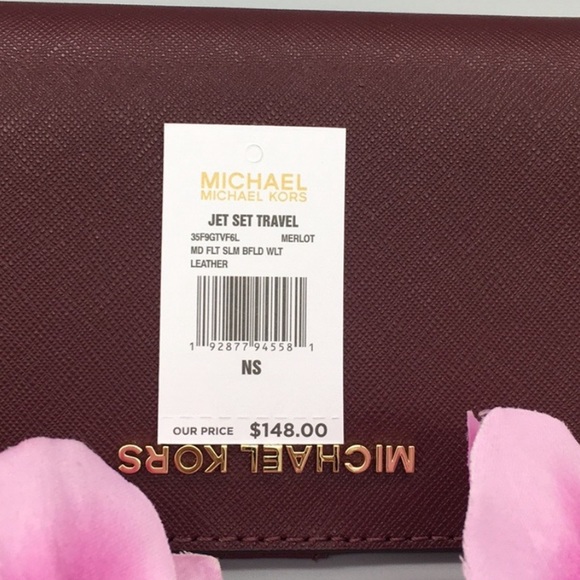 MICHAEL
MICHAEL KORS
JET SET TRAVEL
35F9GTVF6L MERLOT
MD FLT SLM BFLD WLT
LEATHER
1 92877 94558 1
NS
OUR PRICE $148.00
MICHAEL KORS